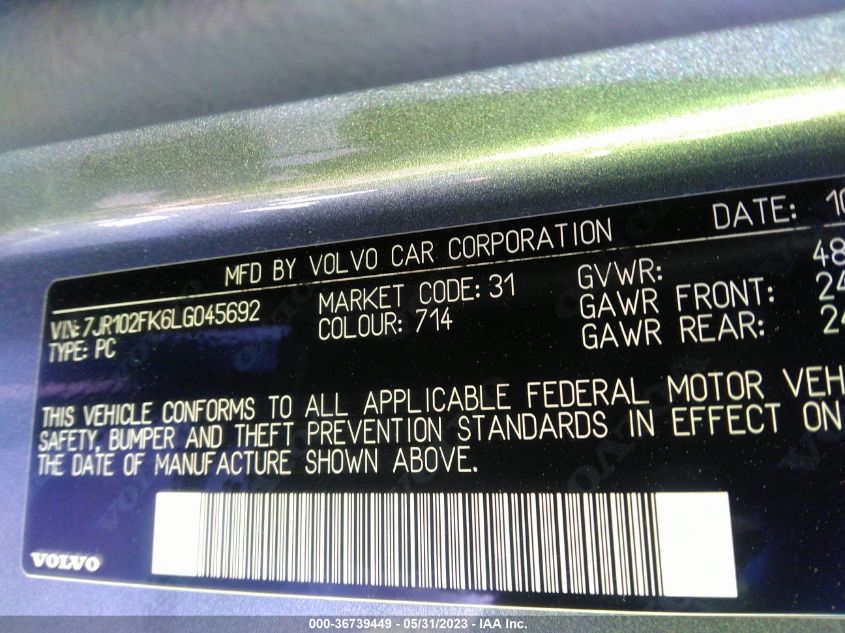 MFD BY VOLVO CAR CORPORATION DATE: 10
VIN: 7JR102FK6LG045692 MARKET CODE: 31 GVWR: 48
TYPE: PC COLOUR: 714 GAWR FRONT: 24
GAWR REAR: 24
THIS VEHICLE CONFORMS TO ALL APPLICABLE FEDERAL MOTOR VEH
SAFETY, BUMPER AND THEFT PREVENTION STANDARDS IN EFFECT ON
THE DATE OF MANUFACTURE SHOWN ABOVE.
VOLVO
000-36739449 - 05/31/2023 - IAA Inc.